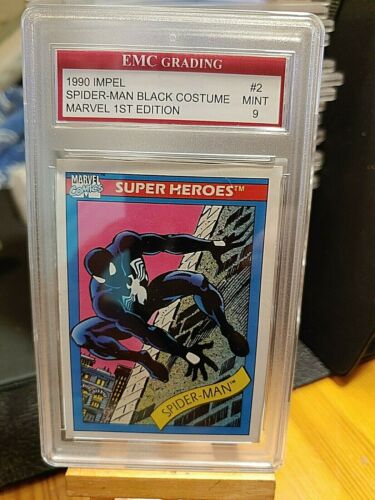 EMC GRADING
1990 IMPEL #2
SPIDER-MAN BLACK COSTUME MINT
MARVEL 1ST EDITION 9
MARVEL
COMICS
SUPER HEROES™
SPIDER-MAN™